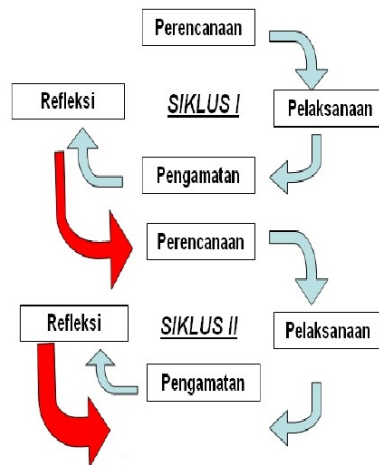 Perencanaan
Refleksi
SIKLUS I
Pelaksanaan
Pengamatan
Perencanaan
Refleksi
SIKLUS II
Pelaksanaan
Pengamatan